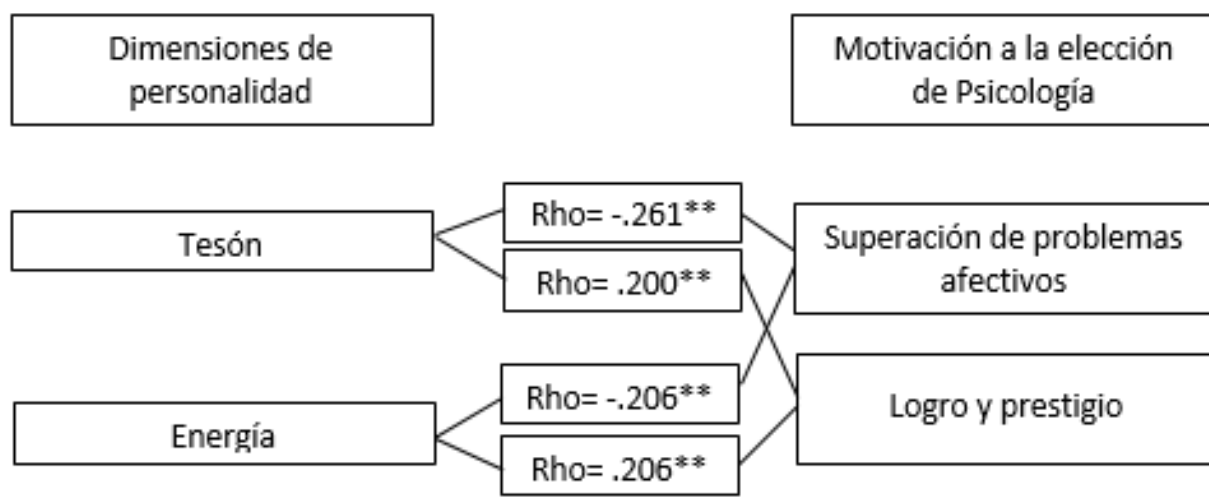 Dimensiones de
personalidad
Motivación a la elección
de Psicología
Tesón
Rho= -.261**
Rho= .200**
Superación de problemas
afectivos
Energía
Rho= -.206**
Rho= .206**
Logro y prestigio